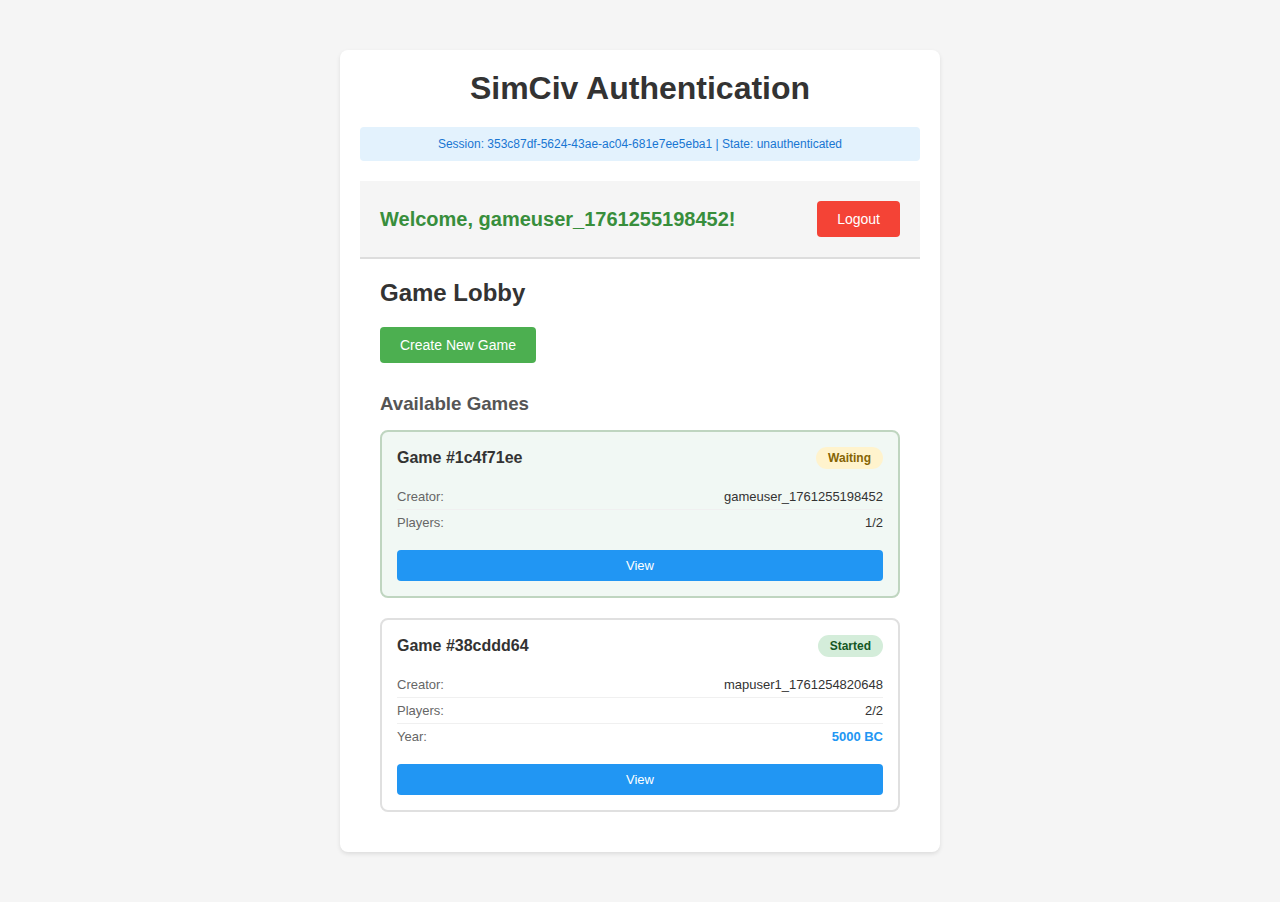 SimCiv Authentication
Session: 353c87df-5624-43ae-ac04-681e7ee5eba1 | State: unauthenticated
Welcome, gameuser_1761255198452!
Logout
Game Lobby
Create New Game
Available Games
Game #1c4f71ee
Waiting
Creator: gameuser_1761255198452
Players: 1/2
View
Game #38cddd64
Started
Creator: mapuser1_1761254820648
Players: 2/2
Year: 5000 BC
View